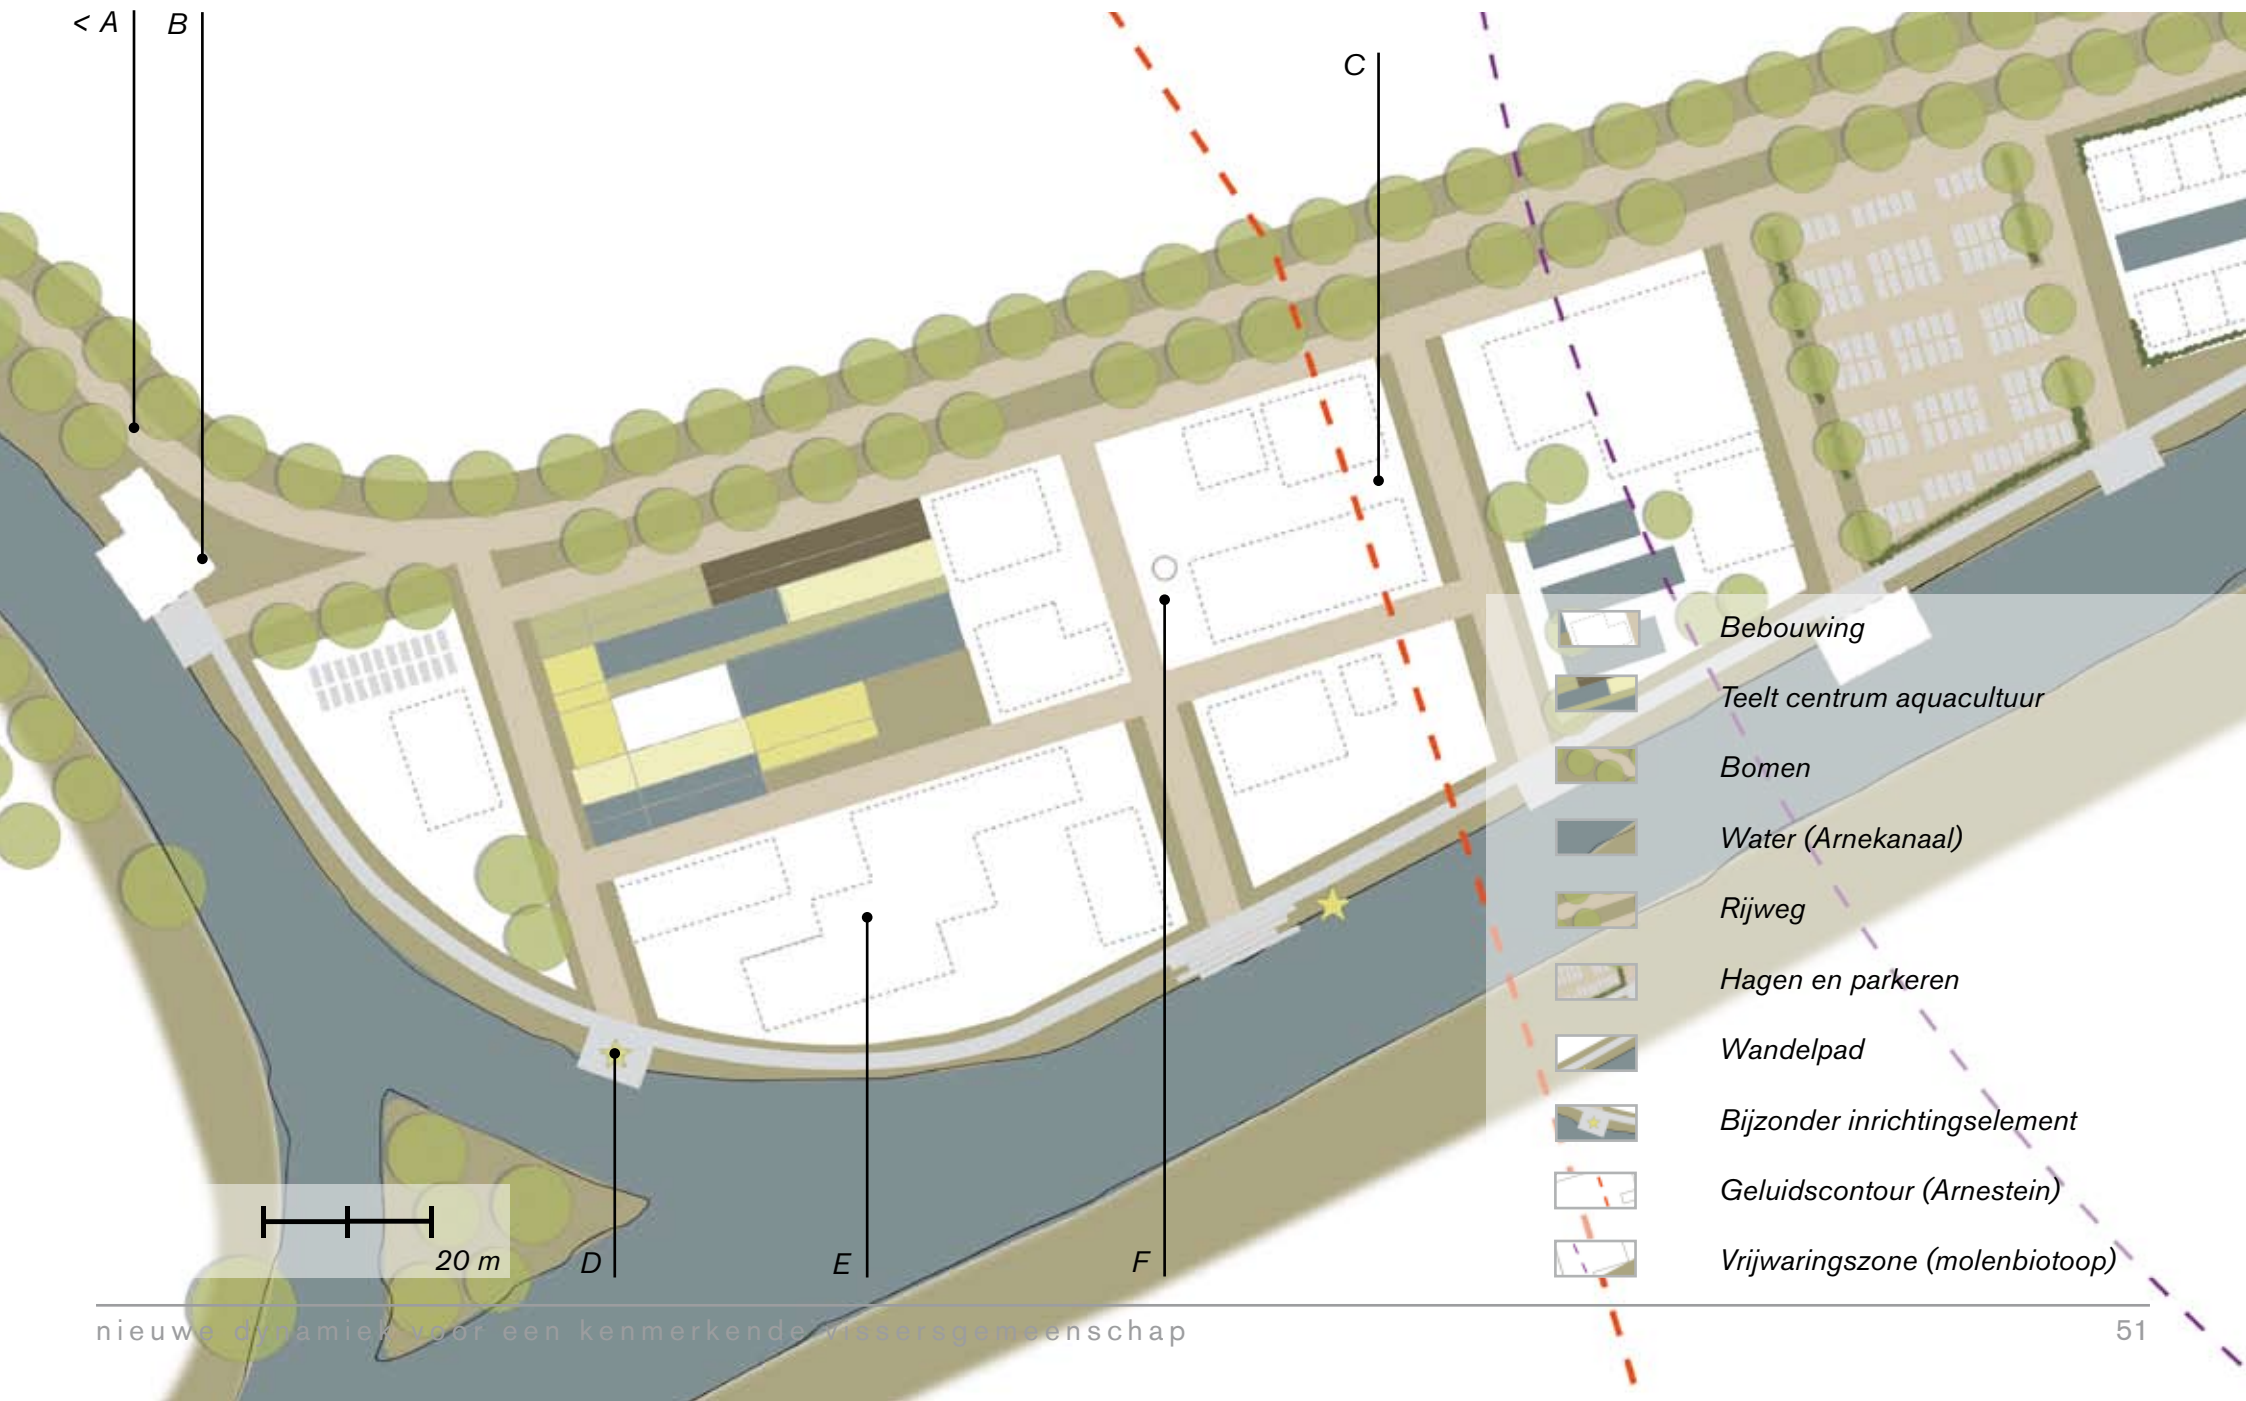 < A
B
C
Bebouwing
Teelt centrum aquacultuur
Bomen
Water (Arnekanaal)
Rijweg
Hagen en parkeren
Wandelpad
Bijzonder inrichtingselement
Geluidscontour (Arnestein)
Vrijwaringszone (molenbiotoop)
20 m
D
E
F
nieuwe dynamiek voor een kenmerkende vissersgemeenschap
51